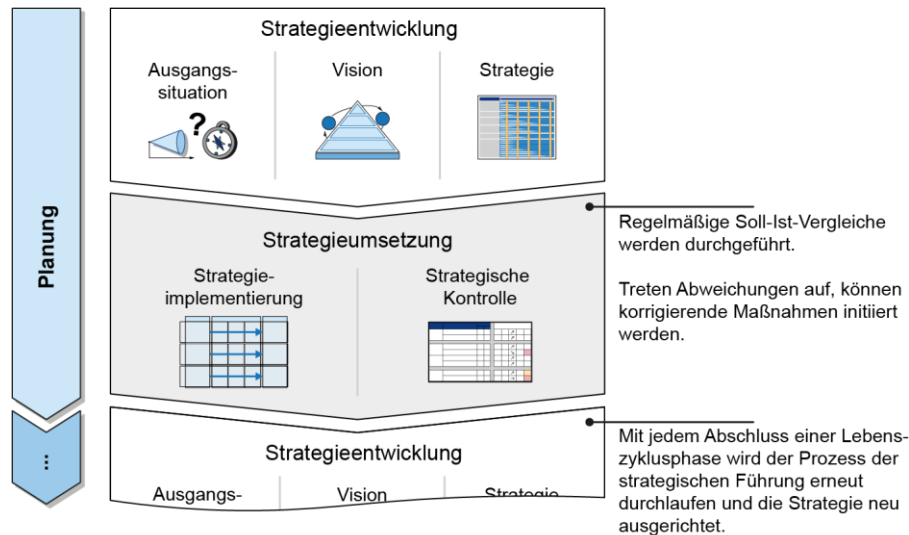 Planung
...
Strategieentwicklung
Ausgangs-
situation
?
Vision
Strategie
Strategieumsetzung
Strategie-
implementierung
Strategische
Kontrolle
Regelmäßige Soll-Ist-Vergleiche
werden durchgeführt.
Treten Abweichungen auf, können
korrigierende Maßnahmen initiiert
werden.
Strategieentwicklung
Ausgangs-
Vision
Strategie
Mit jedem Abschluss einer Lebens-
zyklusphase wird der Prozess der
strategischen Führung erneut
durchlaufen und die Strategie neu
ausgerichtet.